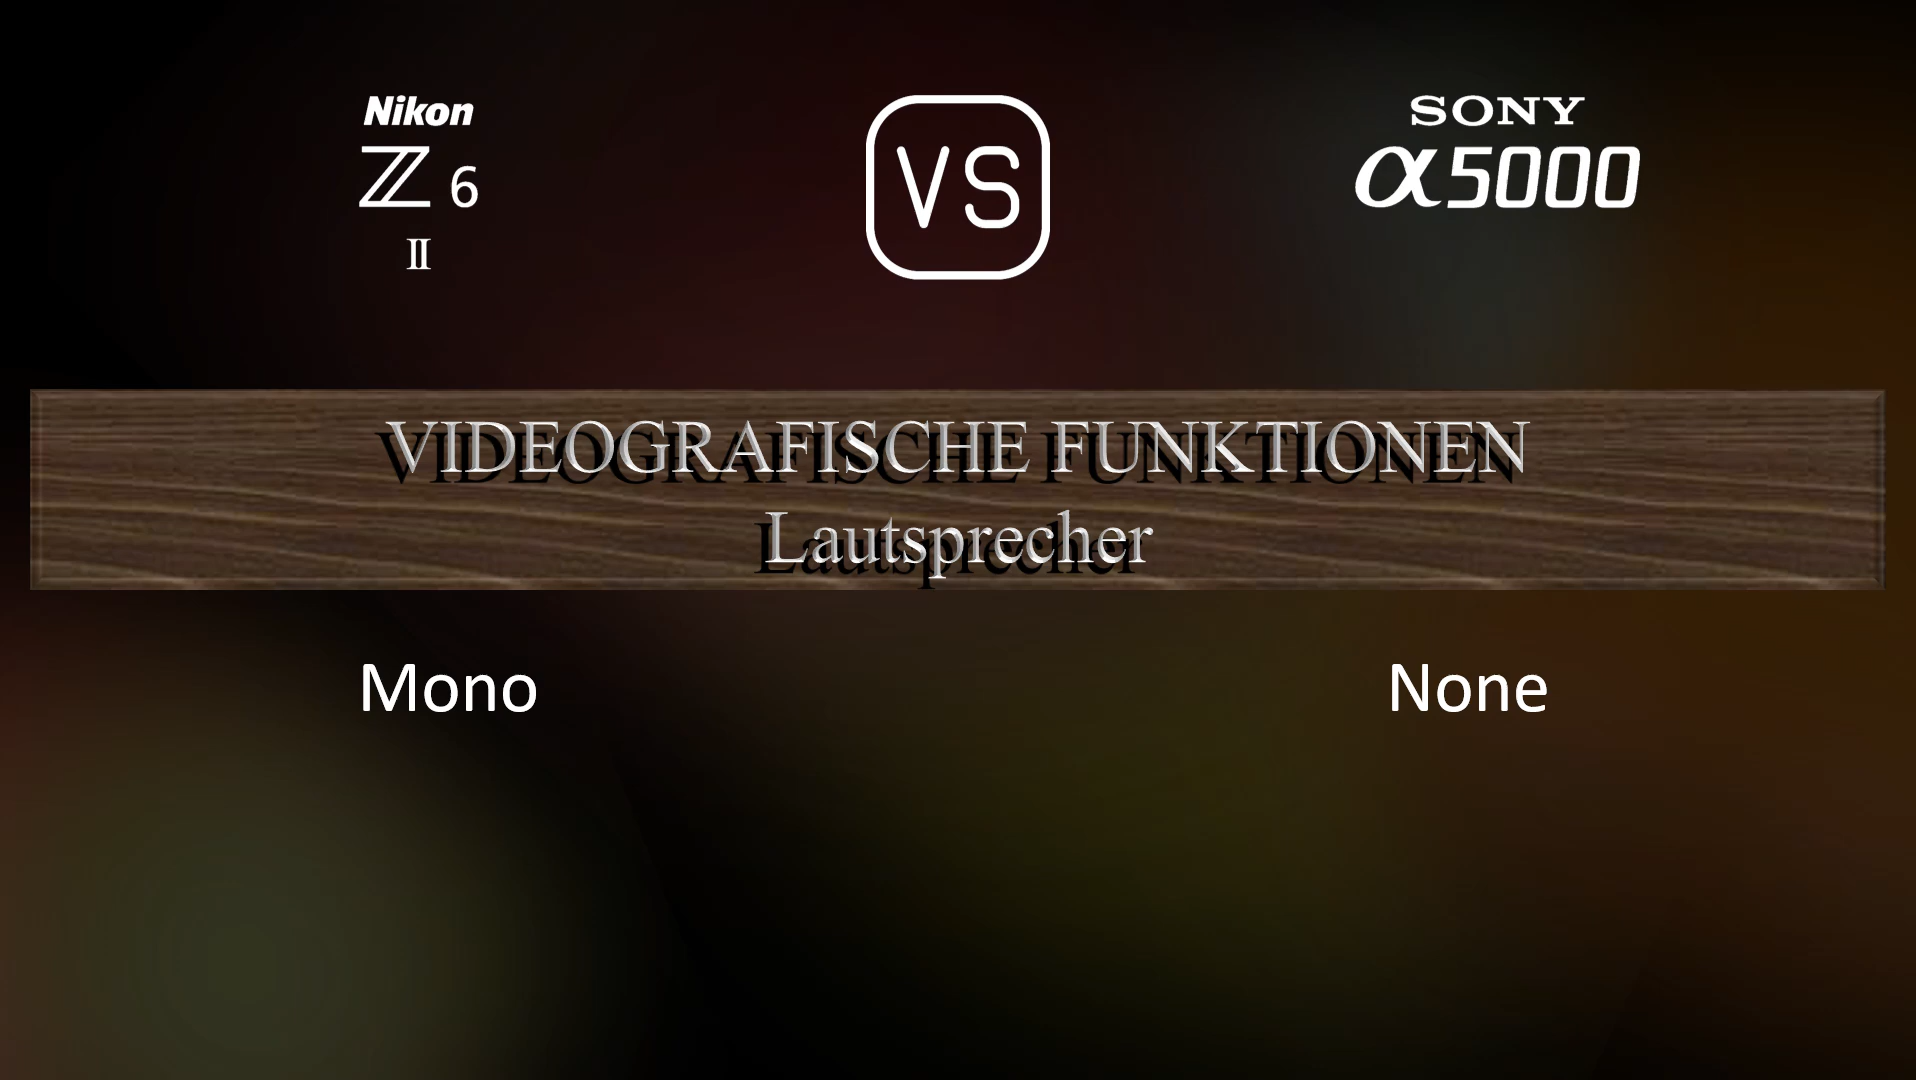 Nikon
Z 6
II
VS
SONY
α5000
VIDEOGRAFISCHE FUNKTIONEN
Lautsprecher
Mono
None